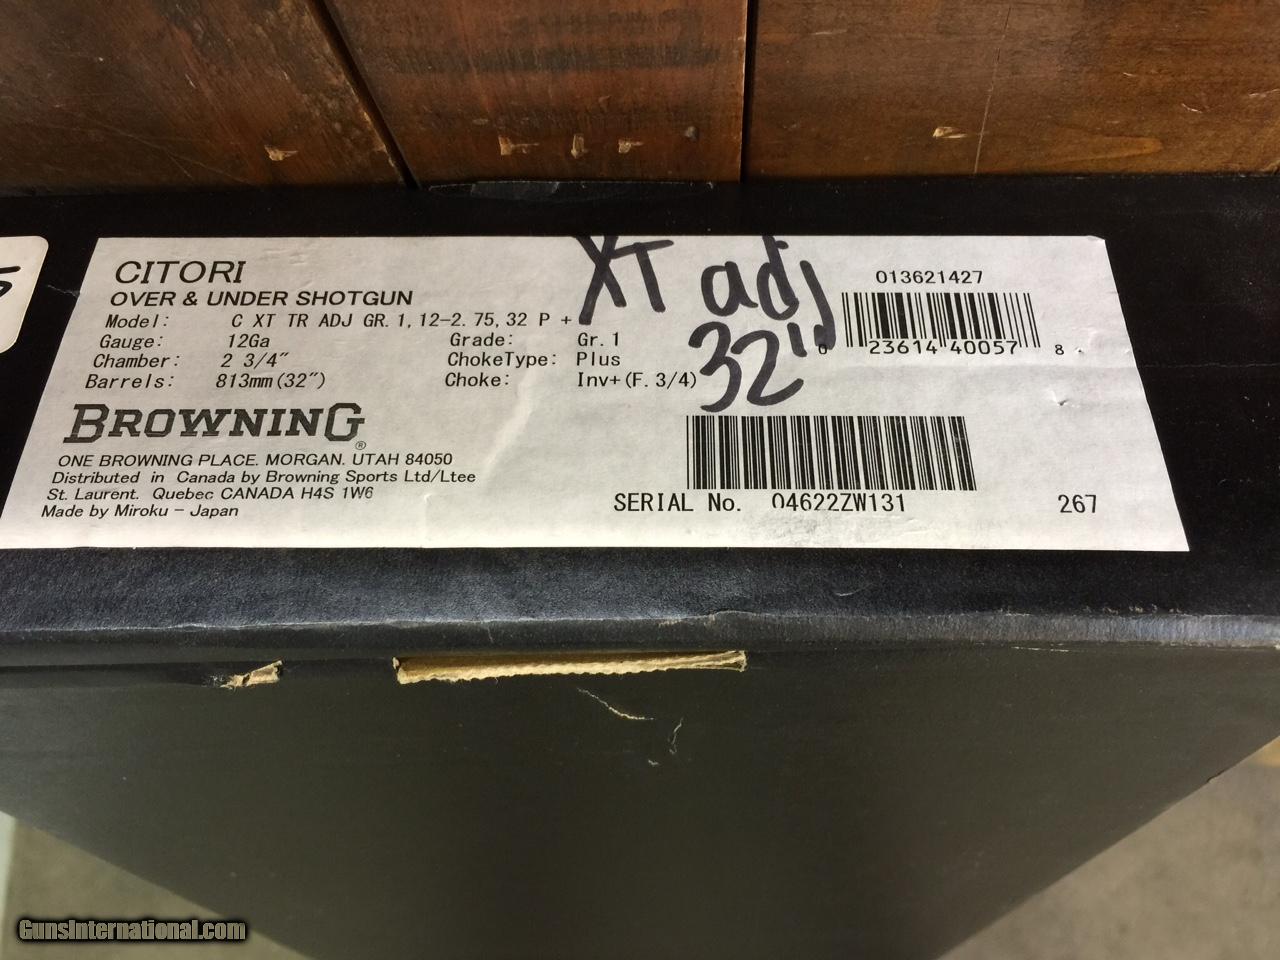 CITORI
OVER & UNDER SHOTGUN
Model: C XT TR ADJ GR. 1, 12-2. 75, 32 P +
Gauge: 12Ga Grade: Gr. 1
Chamber: 2 3/4″ ChokeType: Plus
Barrels: 813mm (32″) Choke: Inv+(F. 3/4)
XT adj
32"
013621427
0 23614 40057 8
BROWNING®
ONE BROWNING PLACE. MORGAN. UTAH 84050
Distributed in Canada by Browning Sports Ltd/Ltee
St. Laurent. Quebec CANADA H4S 1W6
Made by Miroku – Japan
SERIAL No. 04622ZW131 267
GunsInternational.com